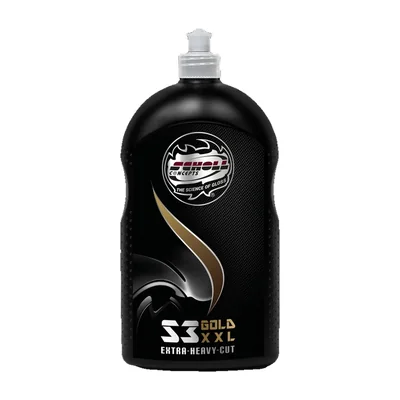 SCHOLL
CONCEPTS
THE SCIENCE OF GLOSS
®
S3 GOLD
XXL
EXTRA·HEAVY·CUT